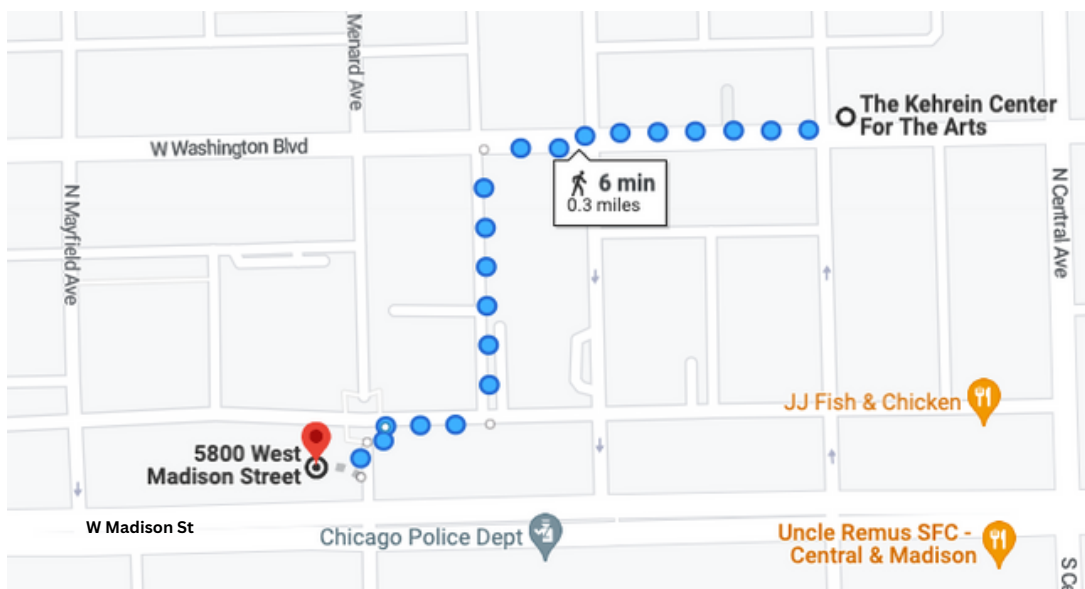 Menard Ave
The Kehrein Center
For The Arts
W Washington Blvd
6 min
0.3 miles
N Mayfield Ave
N Central Ave
JJ Fish & Chicken
5800 West
Madison Street
W Madison St
Chicago Police Dept
Uncle Remus SFC -
Central & Madison
S Ce